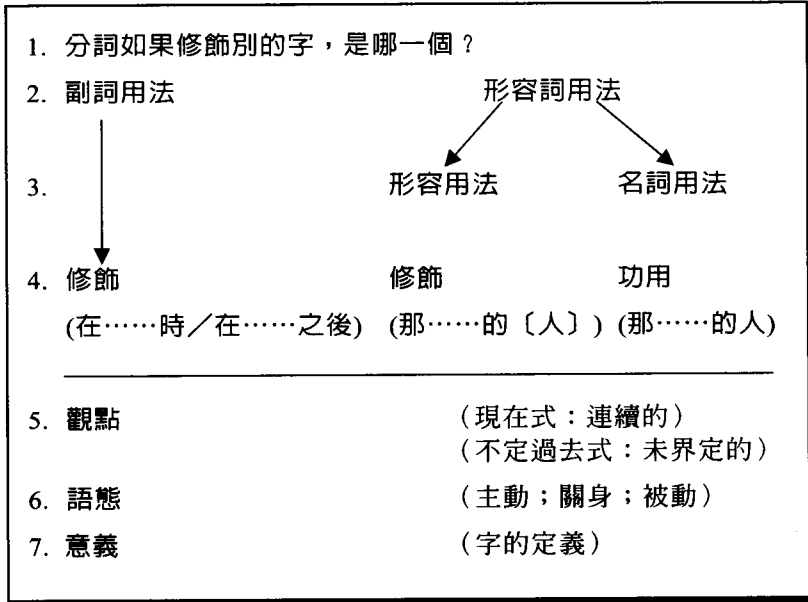 1. 分詞如果修飾別的字，是哪一個？
2. 副詞用法 形容詞用法
3. 形容用法 名詞用法
4. 修飾 修飾 功用
(在……時／在……之後) (那……的〔人〕) (那……的人)
5. 觀點 （現在式：連續的）
（不定過去式：未界定的）
6. 語態 （主動；關身；被動）
7. 意義 （字的定義）